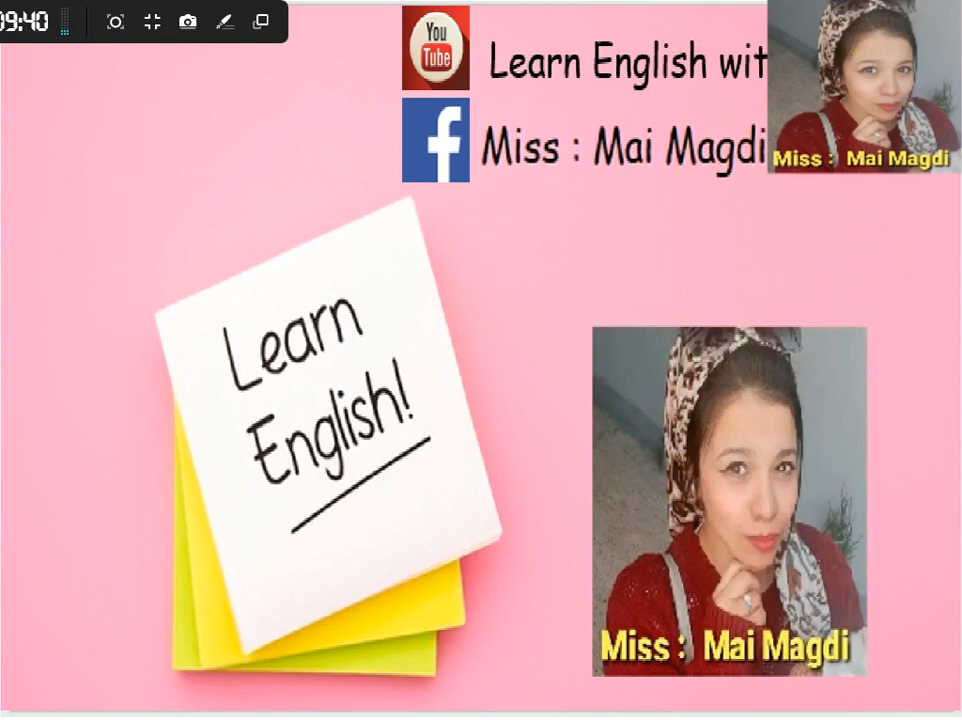 09:40
You
Tube
Learn English wit
f
Miss : Mai Magdi
Miss : Mai Magdi
Learn
English!
Miss : Mai Magdi